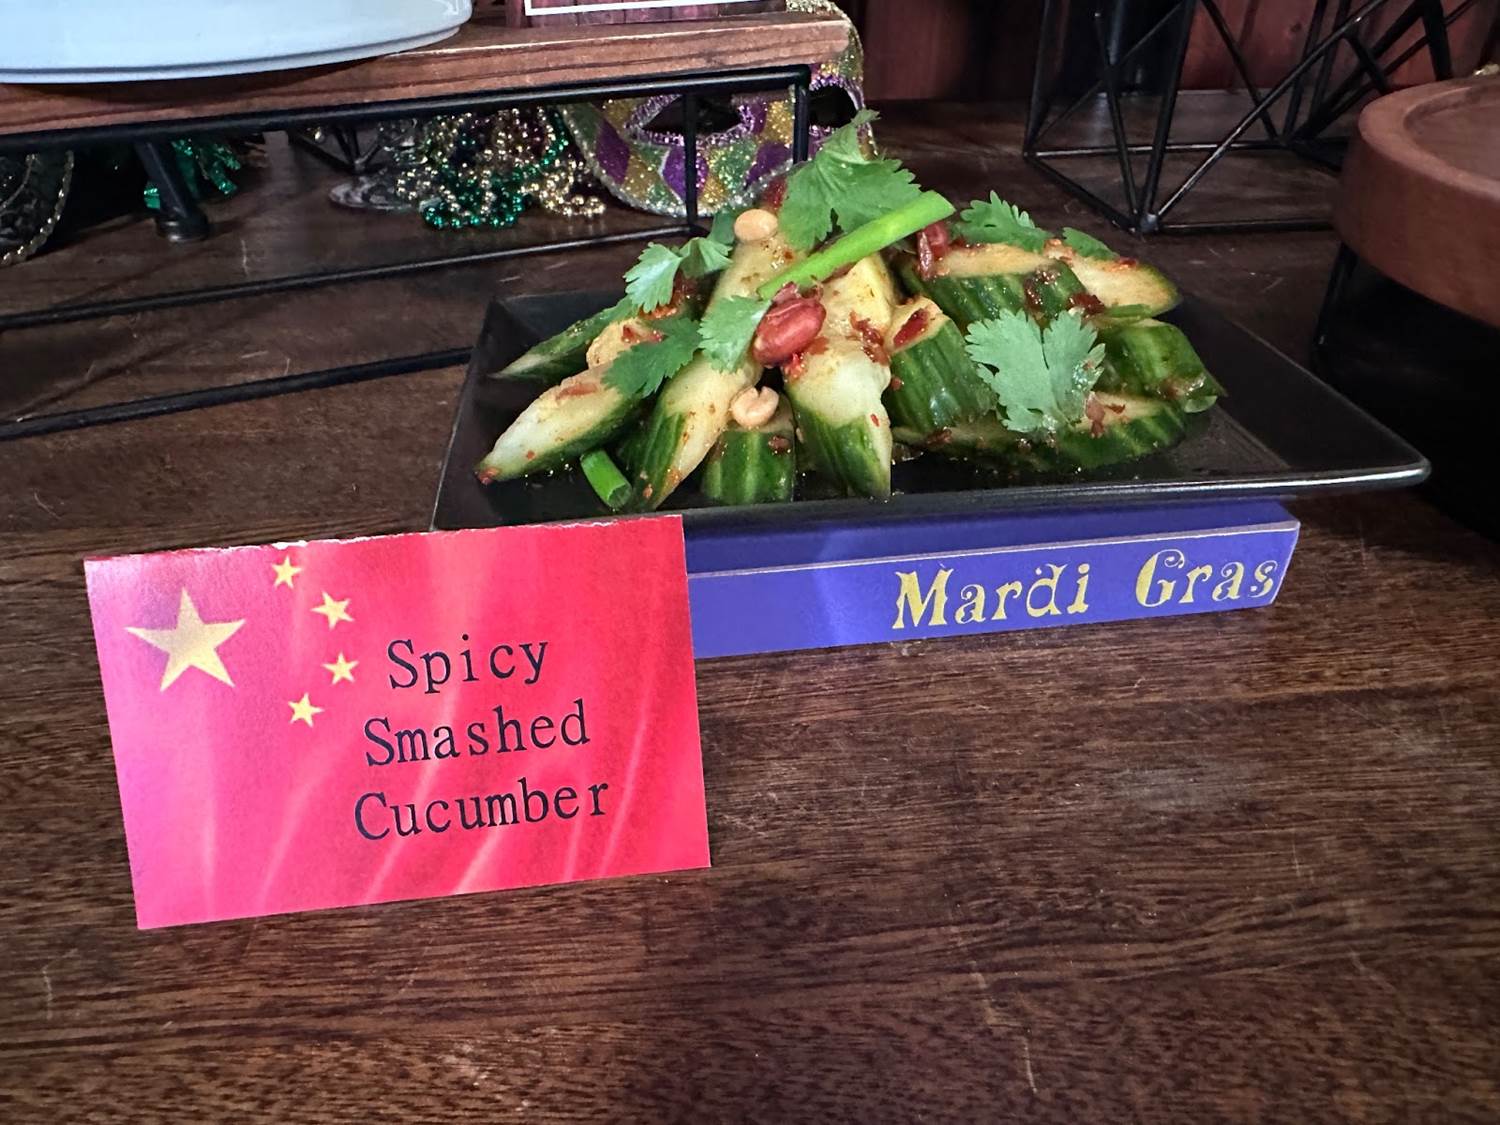 Mardi Gras
Spicy
Smashed
Cucumber